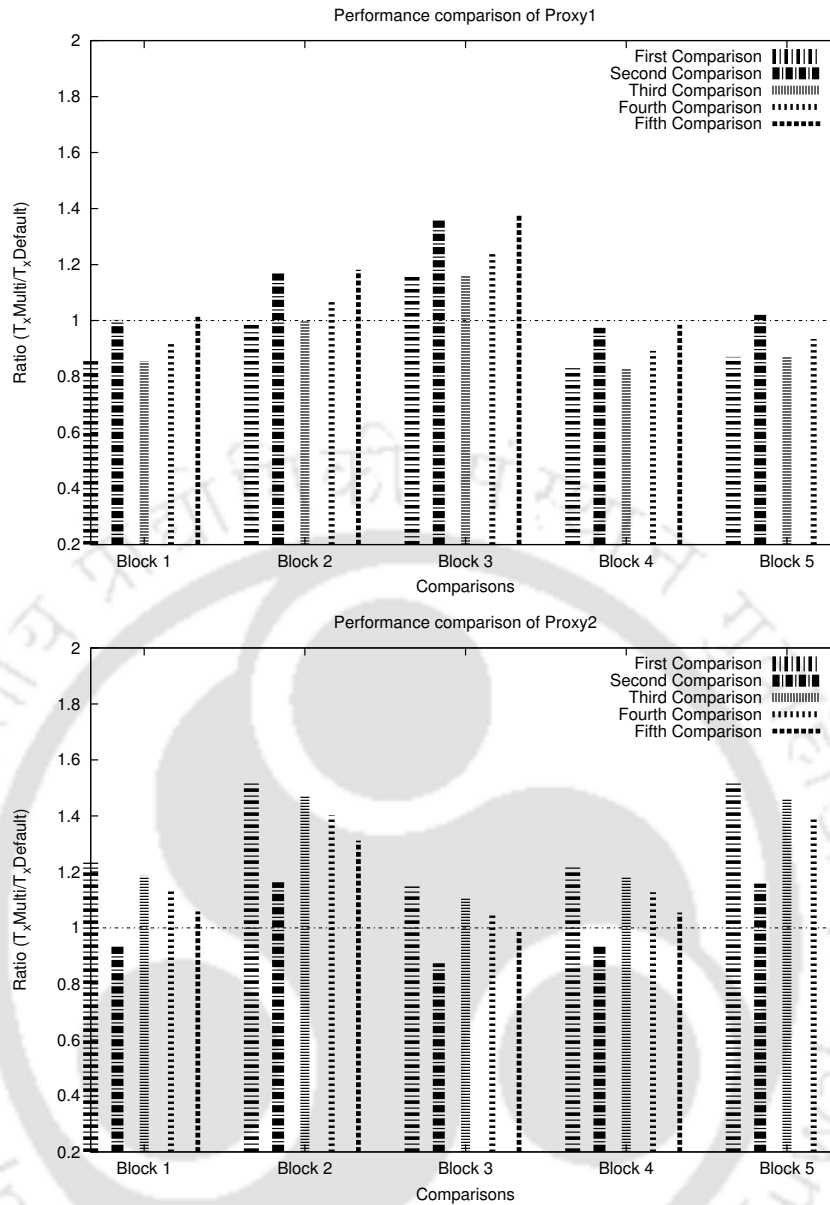 Performance comparison of Proxy1
2
1.8
1.6
1.4
1.2
1
0.8
0.6
0.4
0.2
Ratio (TxMulti/TxDefault)
First Comparison
Second Comparison
Third Comparison
Fourth Comparison
Fifth Comparison
Block 1 Block 2 Block 3 Block 4 Block 5
Comparisons
Performance comparison of Proxy2
2
1.8
1.6
1.4
1.2
1
0.8
0.6
0.4
0.2
Ratio (TxMulti/TxDefault)
First Comparison
Second Comparison
Third Comparison
Fourth Comparison
Fifth Comparison
Block 1 Block 2 Block 3 Block 4 Block 5
Comparisons